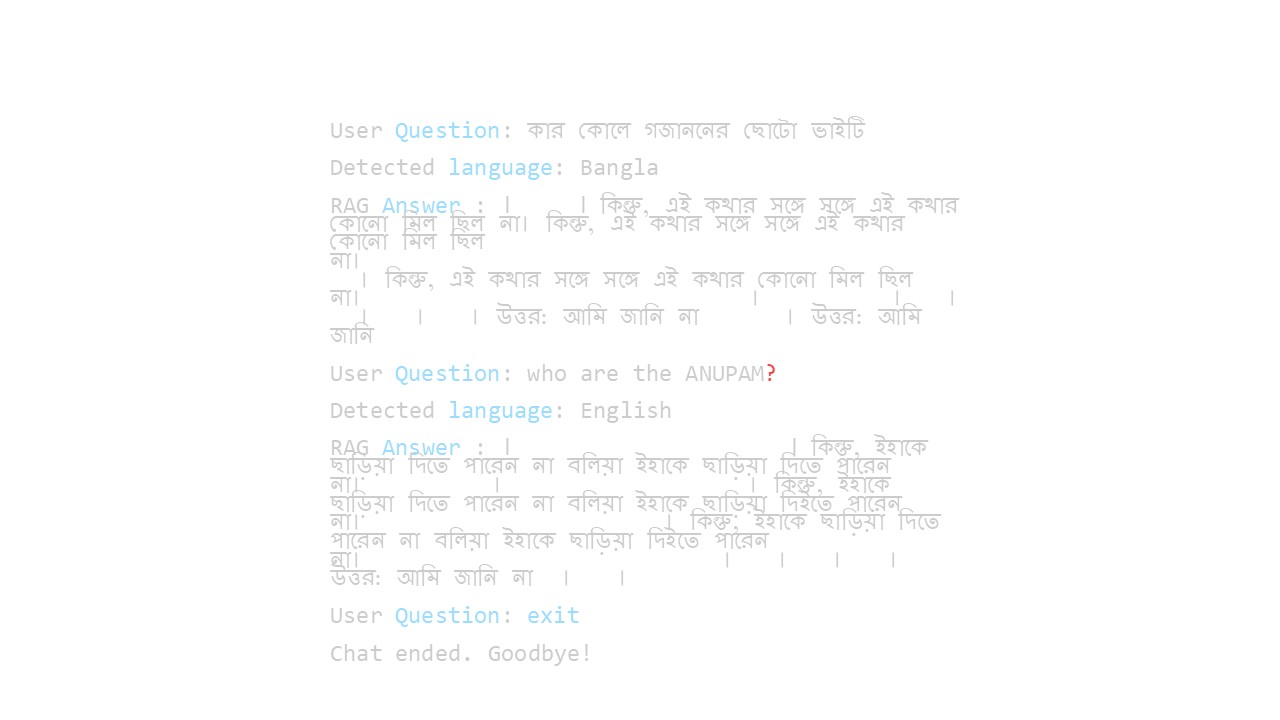 User Question: কার কোলে গজাননের ছোটো ভাইটি
Detected language: Bangla
RAG Answer : ।      । কিন্তু, এই কথার সঙ্গে সঙ্গে এই কথার
কোনো মিল ছিল না। কিন্তু, এই কথার সঙ্গে সঙ্গে এই কথার
কোনো মিল ছিল
না।
। কিন্তু, এই কথার সঙ্গে সঙ্গে এই কথার কোনো মিল ছিল
না।                    ।        ।   ।
।   ।   । উত্তর: আমি জানি না      । উত্তর: আমি
জানি
User Question: who are the ANUPAM?
Detected language: English
RAG Answer : ।                    । কিন্তু, ইহাকে
ছাড়িয়া দিতে পারেন না বলিয়া ইহাকে ছাড়িয়া দিতে পারেন
না।        ।               । কিন্তু, ইহাকে
ছাড়িয়া দিতে পারেন না বলিয়া ইহাকে ছাড়িয়া দিইতে পারেন
না।                  । কিন্তু; ইহাকে ছাড়িয়া দিতে
পারেন না বলিয়া ইহাকে ছাড়িয়া দিইতে পারেন
না।                      ।   ।   ।   ।
উত্তর: আমি জানি না  ।   ।
User Question: exit
Chat ended. Goodbye!